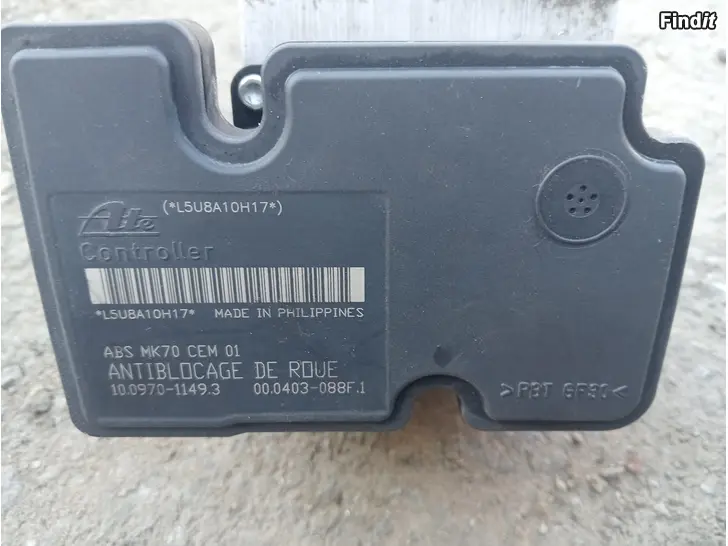 Findit
(*L5U8A10H17*)
Ate
Controller
*L5U8A10H17* MADE IN PHILIPPINES
ABS MK70 CEM 01
ANTIBLOCAGE DE ROUE
10.0970-1149.3 00.0403-088F.1
>PBT GF30<